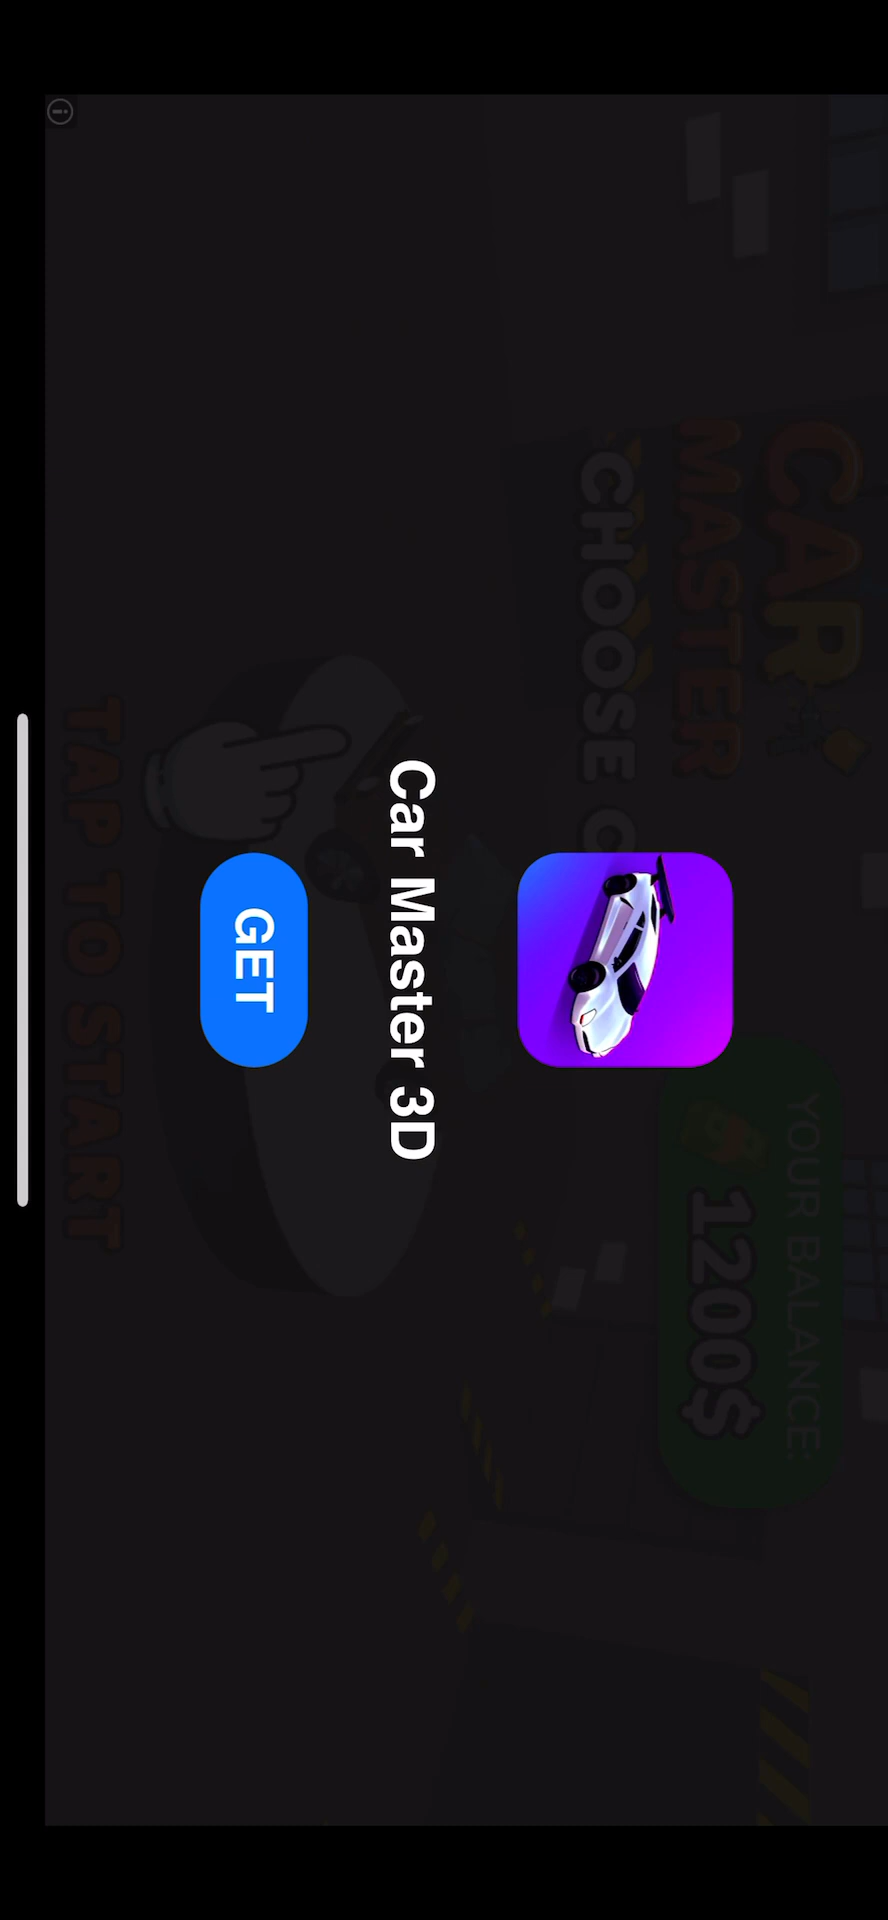 CAR
MASTER
CHOOSE
YOUR BALANCE:
1200$
Car Master 3D
GET
TAP TO START